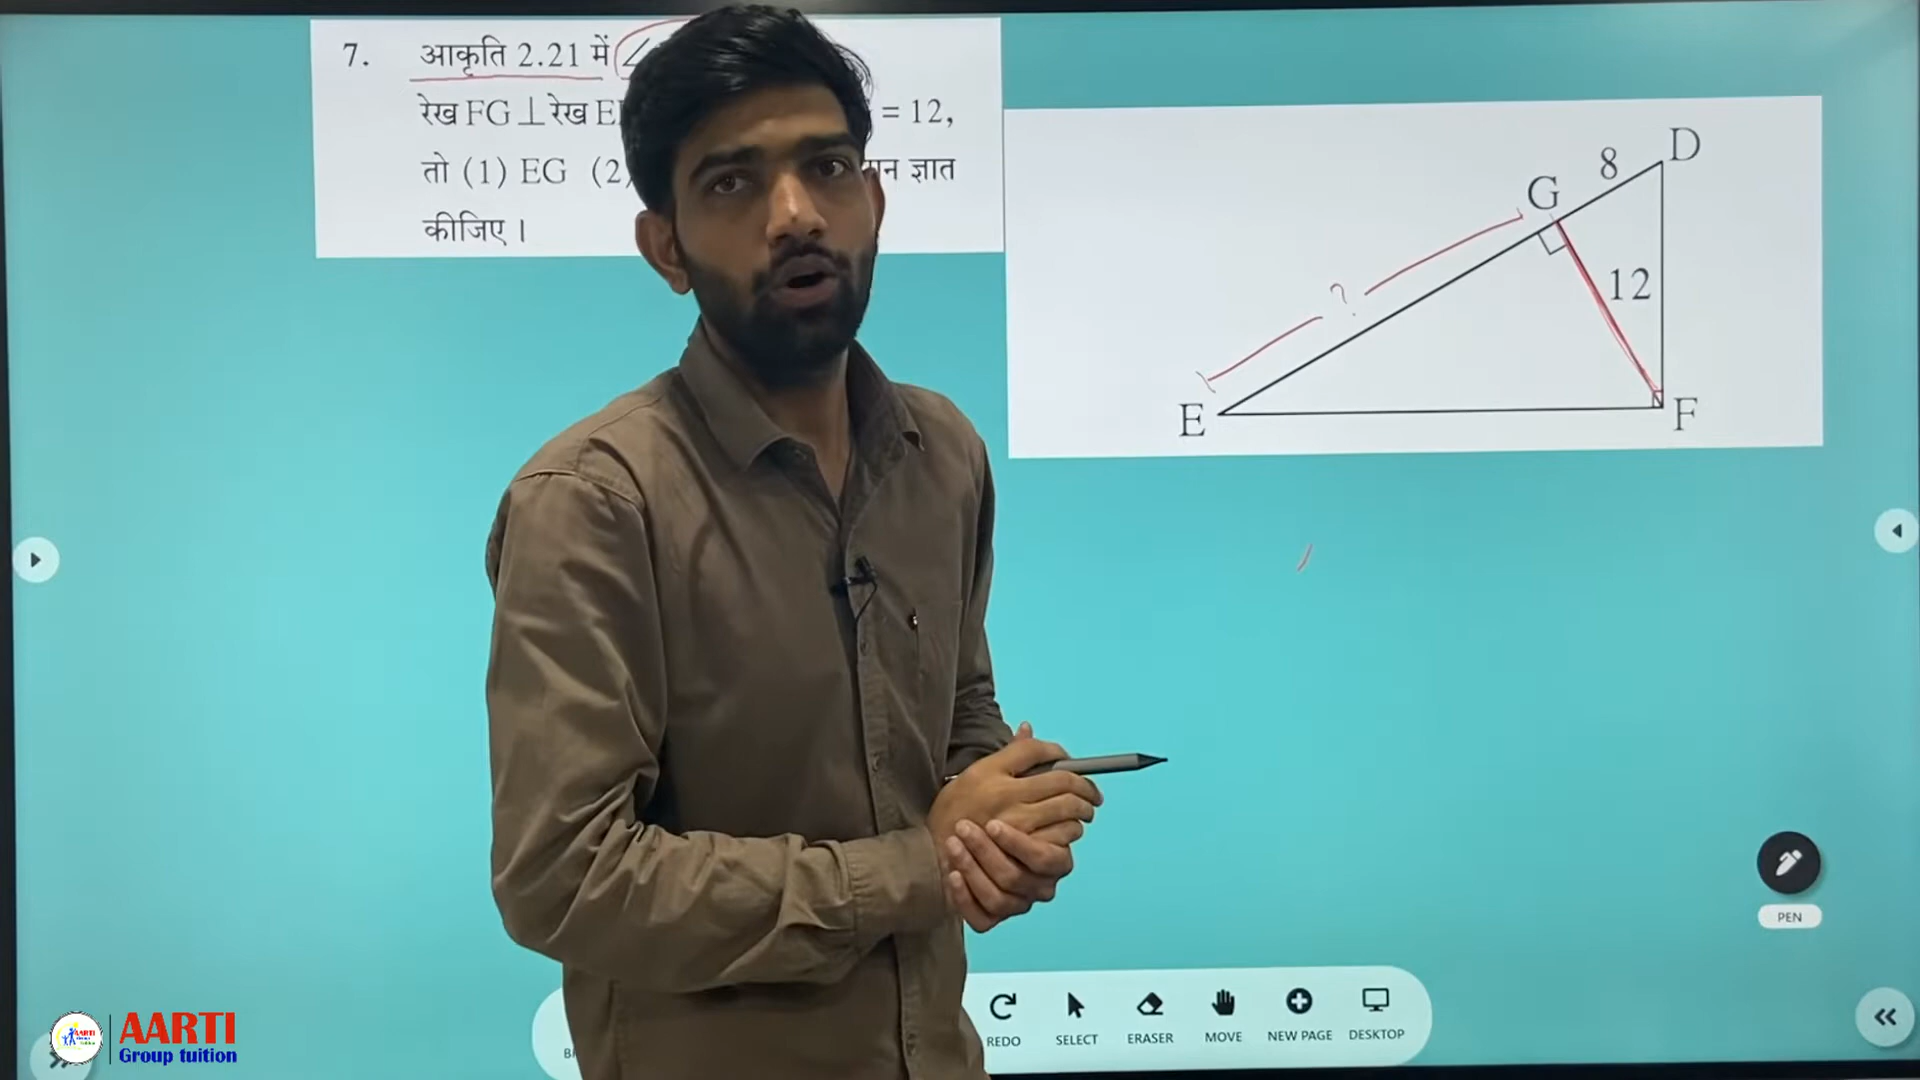 7. आकृति 2.21 में ∠
रेख FG⊥रेख E = 12,
तो (1) EG (2) ज्ञात
कीजिए।
D
8
G
12
?
E
F
PEN
REDO
SELECT
ERASER
MOVE
NEW PAGE
DESKTOP
AARTI
Group tuition